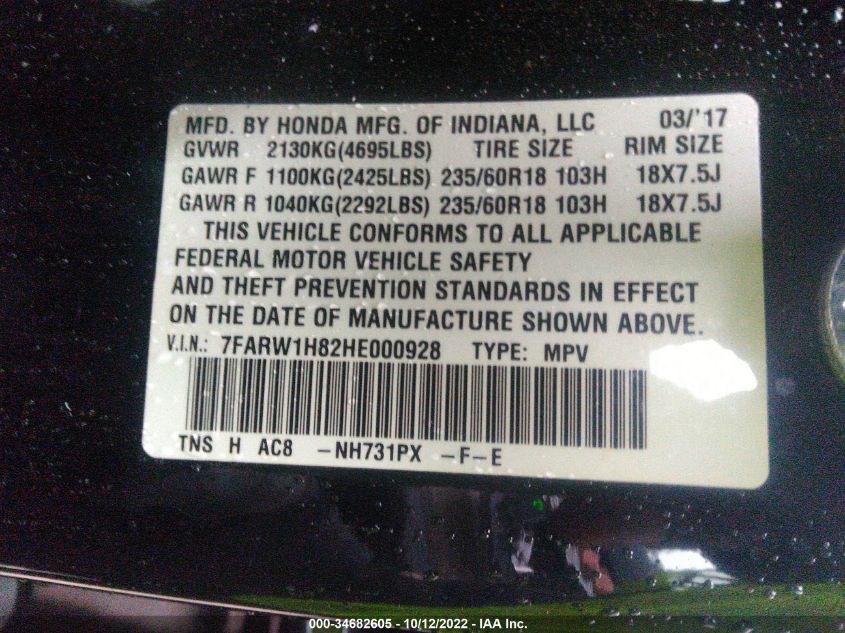 MFD. BY HONDA MFG. OF INDIANA, LLC 03/'17
GVWR 2130KG(4695LBS) TIRE SIZE RIM SIZE
GAWR F 1100KG(2425LBS) 235/60R18 103H 18X7.5J
GAWR R 1040KG(2292LBS) 235/60R18 103H 18X7.5J
THIS VEHICLE CONFORMS TO ALL APPLICABLE
FEDERAL MOTOR VEHICLE SAFETY
AND THEFT PREVENTION STANDARDS IN EFFECT
ON THE DATE OF MANUFACTURE SHOWN ABOVE.
V.I.N.: 7FARW1H82HE000928 TYPE: MPV
TNS H AC8 -NH731PX -F-E
000-34682605 - 10/12/2022 - IAA Inc.